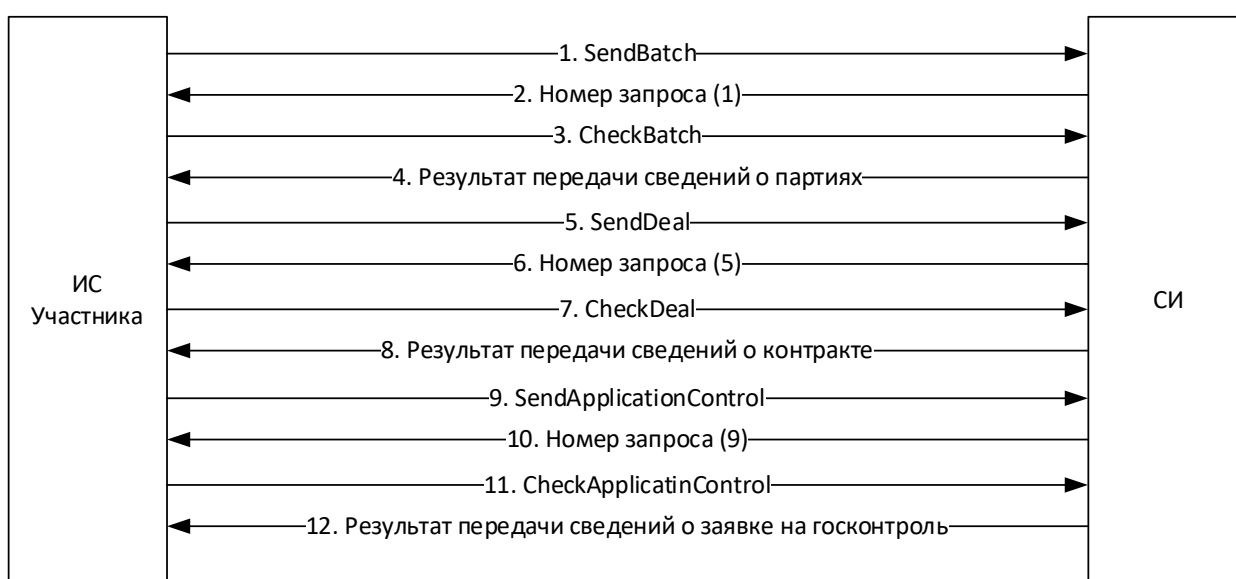 1. SendBatch
2. Номер запроса (1)
3. CheckBatch
4. Результат передачи сведений о партиях
5. SendDeal
6. Номер запроса (5)
ИС
Участника
7. CheckDeal
СИ
8. Результат передачи сведений о контракте
9. SendApplicationControl
10. Номер запроса (9)
11. CheckApplicatinControl
12. Результат передачи сведений о заявке на госконтроль